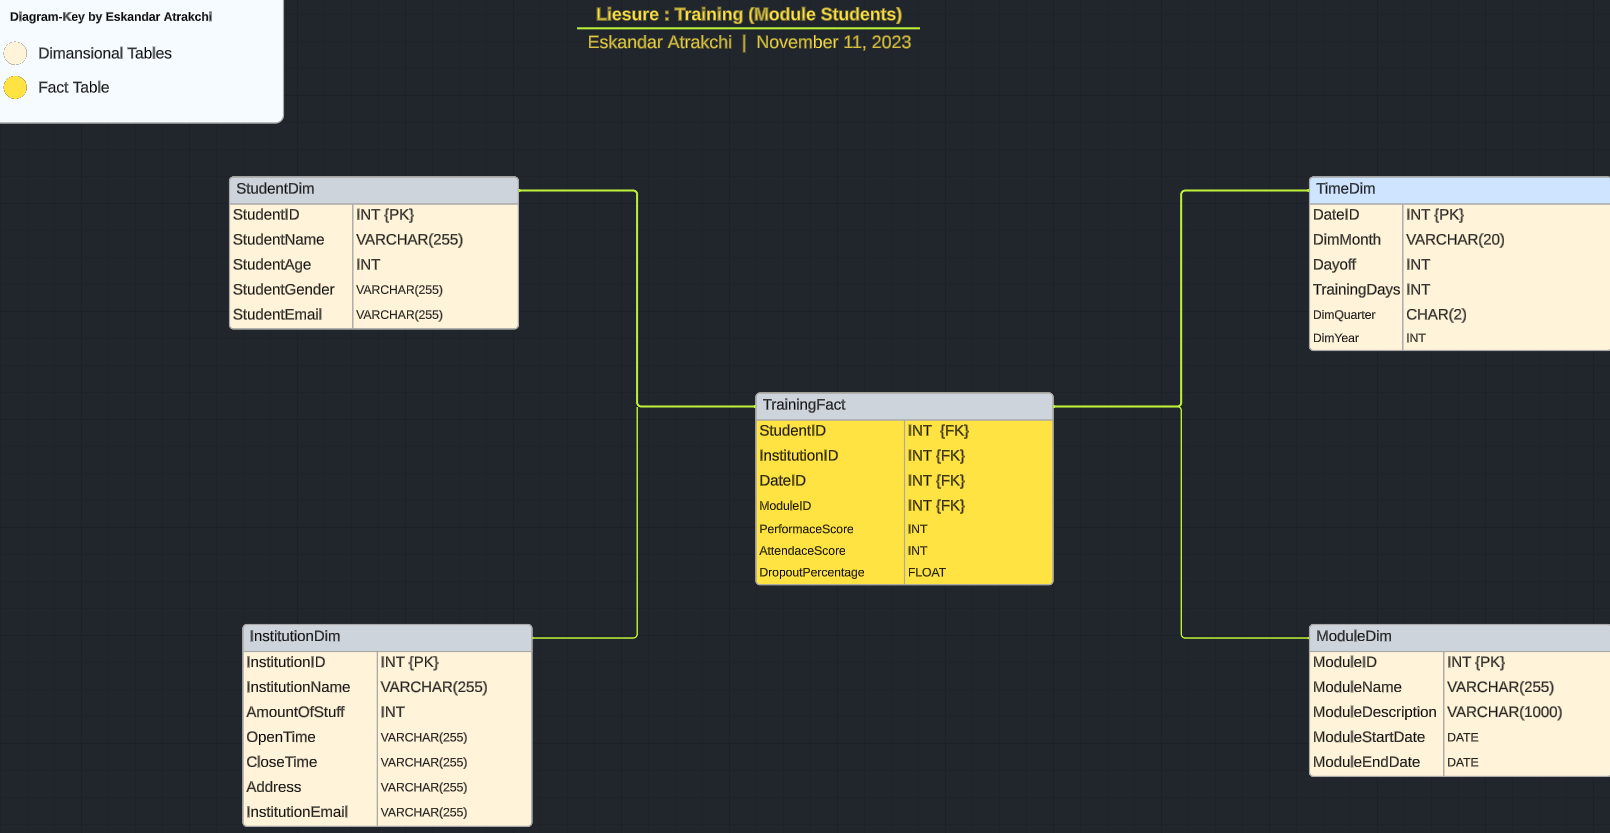 Diagram-Key by Eskandar Atrakchi
Dimansional Tables
Fact Table
Liesure : Training (Module Students)
Eskandar Atrakchi | November 11, 2023
StudentDim
StudentID INT {PK}
StudentName VARCHAR(255)
StudentAge INT
StudentGender VARCHAR(255)
StudentEmail VARCHAR(255)
TimeDim
DateID INT {PK}
DimMonth VARCHAR(20)
Dayoff INT
TrainingDays INT
DimQuarter CHAR(2)
DimYear INT
TrainingFact
StudentID INT {FK}
InstitutionID INT {FK}
DateID INT {FK}
ModuleID INT {FK}
PerformaceScore INT
AttendaceScore INT
DropoutPercentage FLOAT
InstitutionDim
InstitutionID INT {PK}
InstitutionName VARCHAR(255)
AmountOfStuff INT
OpenTime VARCHAR(255)
CloseTime VARCHAR(255)
Address VARCHAR(255)
InstitutionEmail VARCHAR(255)
ModuleDim
ModuleID INT {PK}
ModuleName VARCHAR(255)
ModuleDescription VARCHAR(1000)
ModuleStartDate DATE
ModuleEndDate DATE